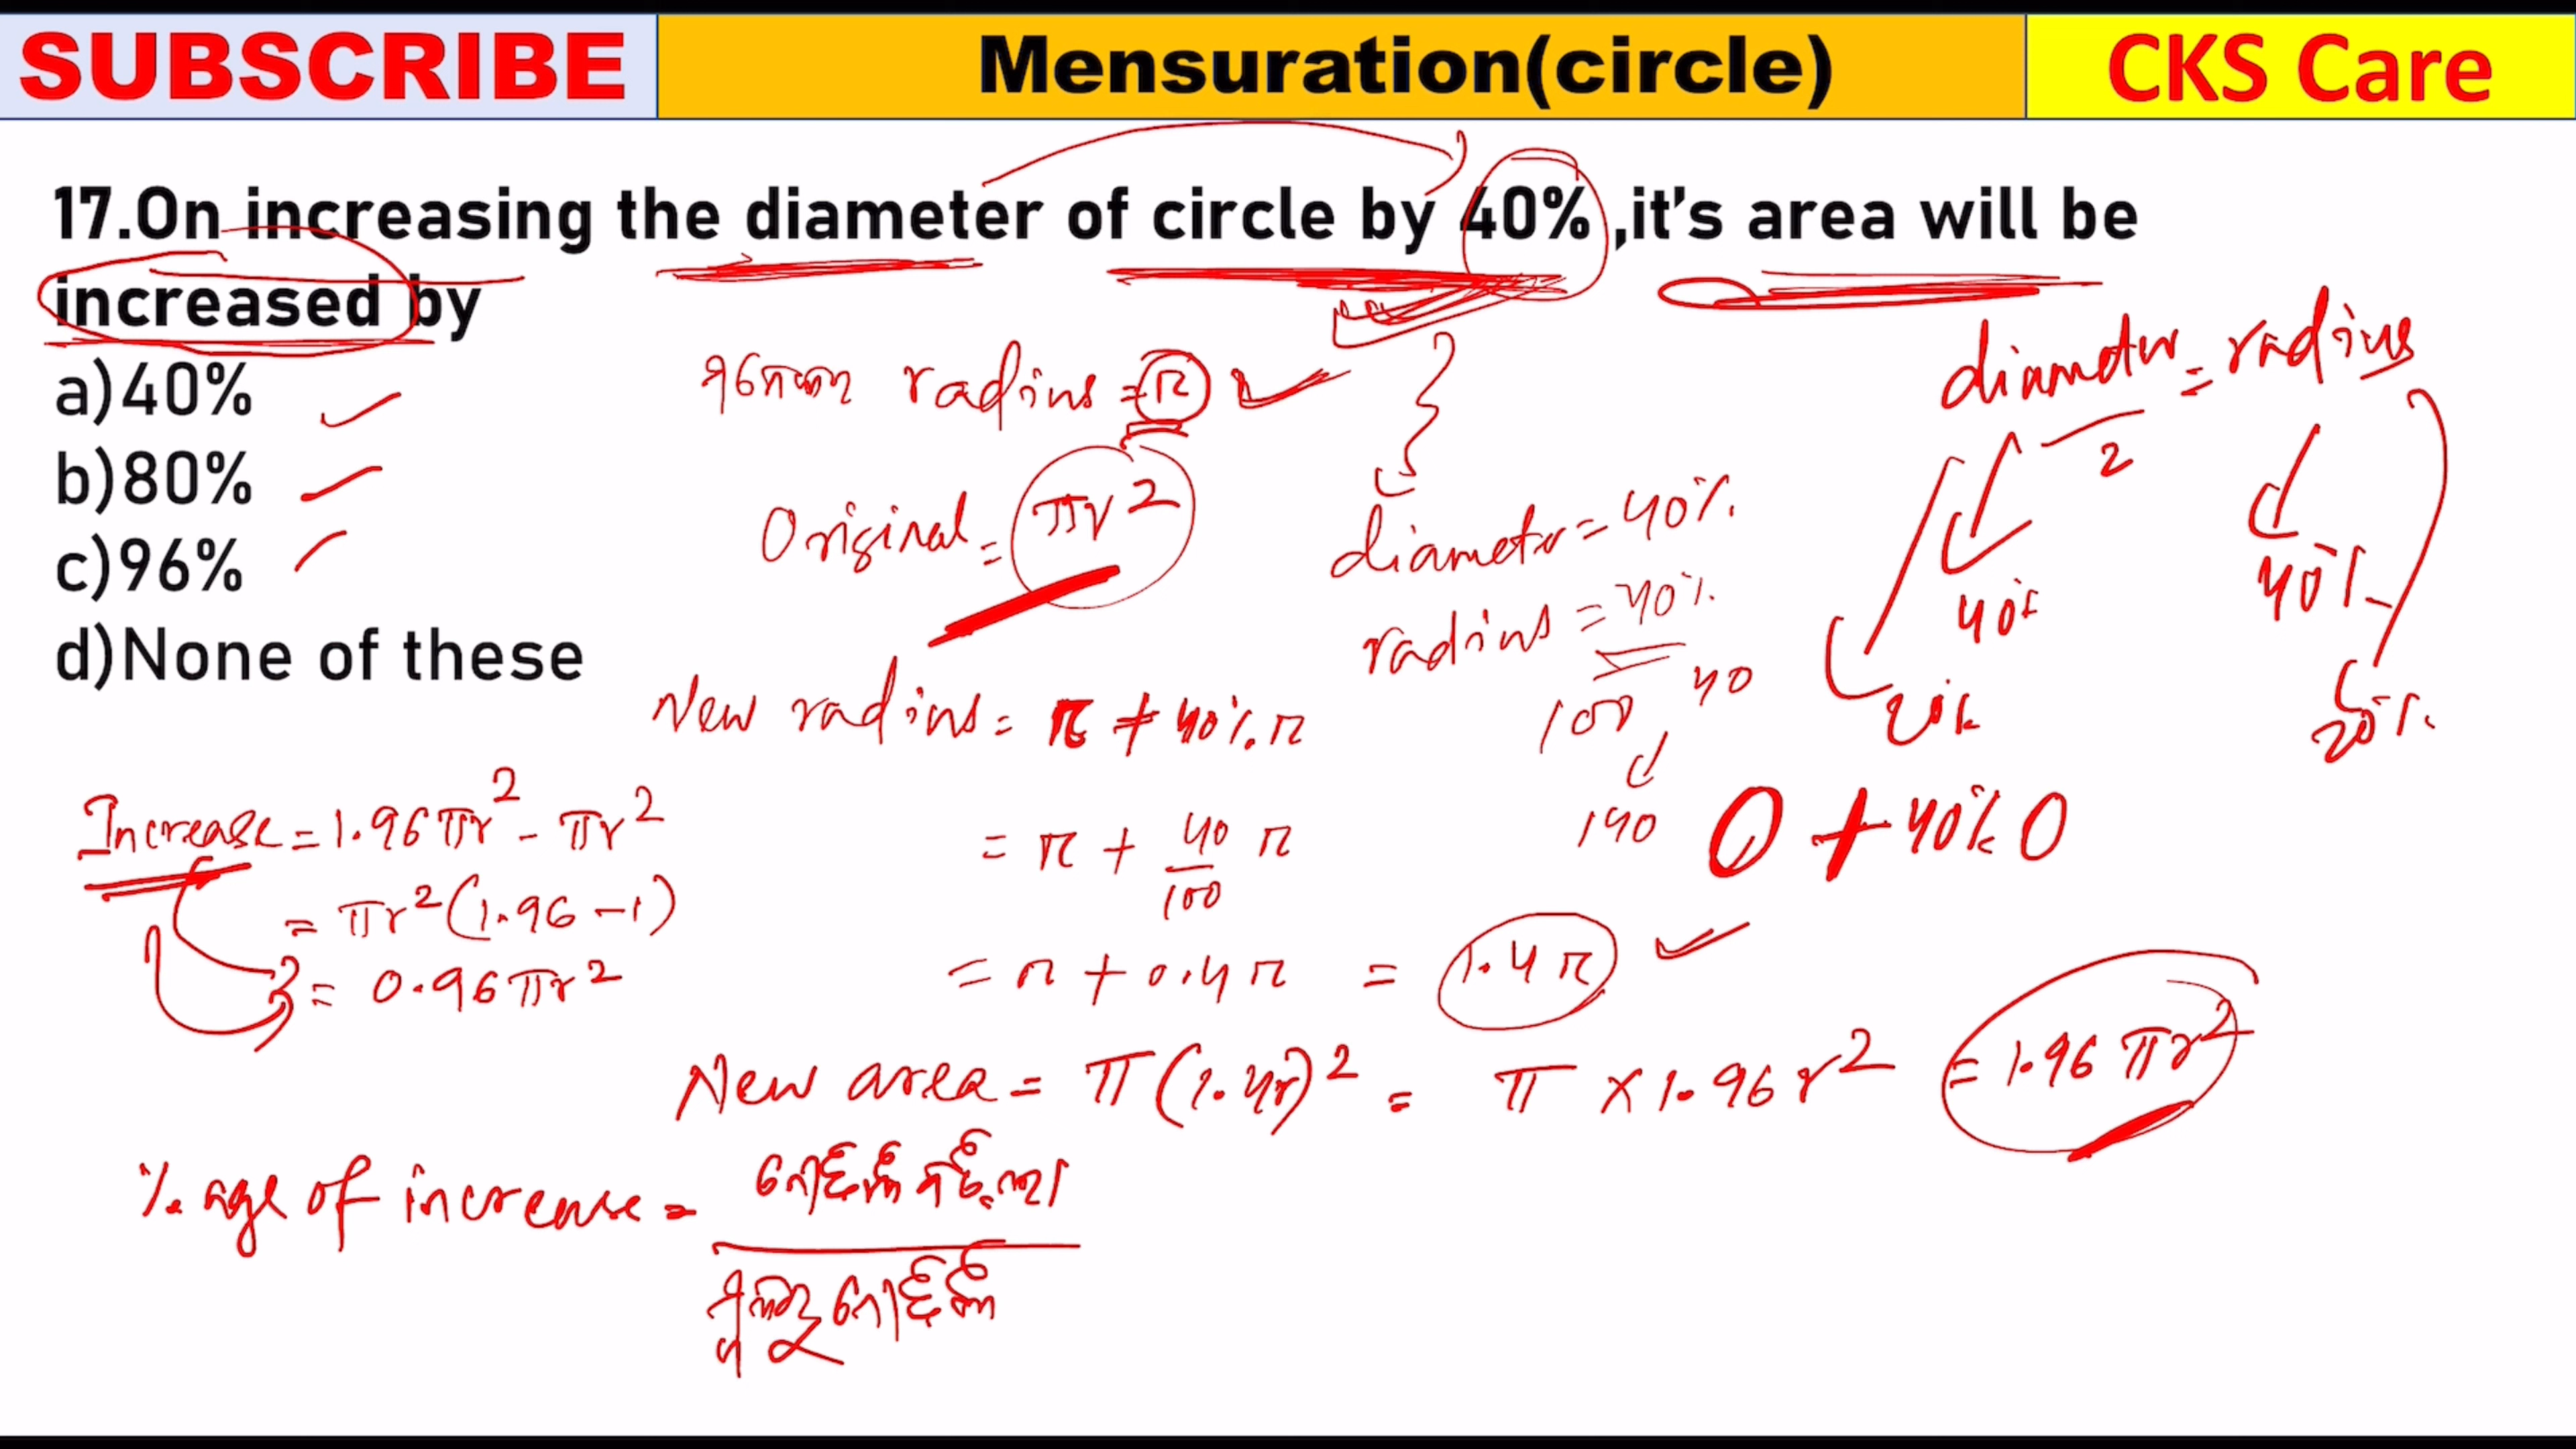 SUBSCRIBE
Mensuration(circle)
CKS Care
17.On increasing the diameter of circle by 40% ,it's area will be
increased by
a)40%
b)80%
c)96%
d)None of these
radius = r
Original = πr²
New radius = r + 40% r
= r + 40/100 r
= r + 0.4r = 1.4r
New area = π(1.4r)² = π × 1.96r² = 1.96πr²
diameter = 40%
radius = 40%
100 40
140
diameter/2 = radius
40% 40%
20% 20%
0 + 40% 0
Increase = 1.96πr² - πr²
= πr²(1.96-1)
= 0.96πr²
%age of increase =